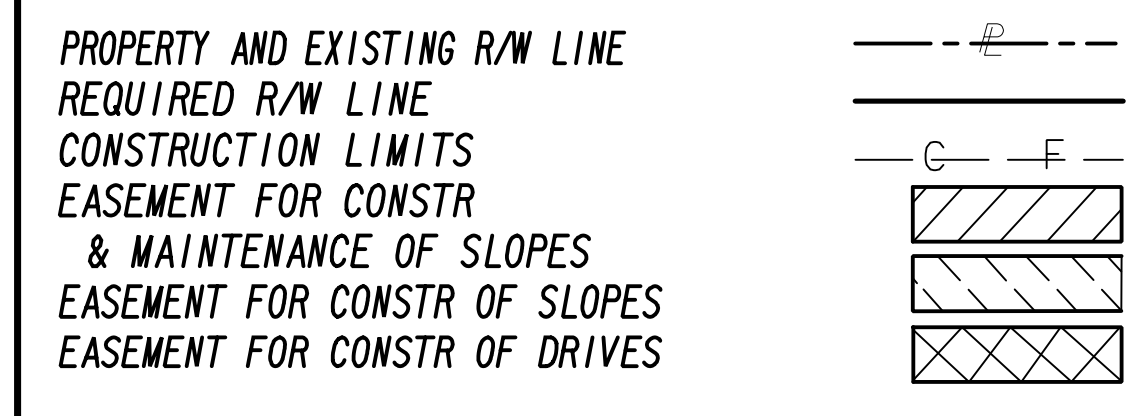 PROPERTY AND EXISTING R/W LINE
REQUIRED R/W LINE
CONSTRUCTION LIMITS
EASEMENT FOR CONSTR
& MAINTENANCE OF SLOPES
EASEMENT FOR CONSTR OF SLOPES
EASEMENT FOR CONSTR OF DRIVES
PL
C F